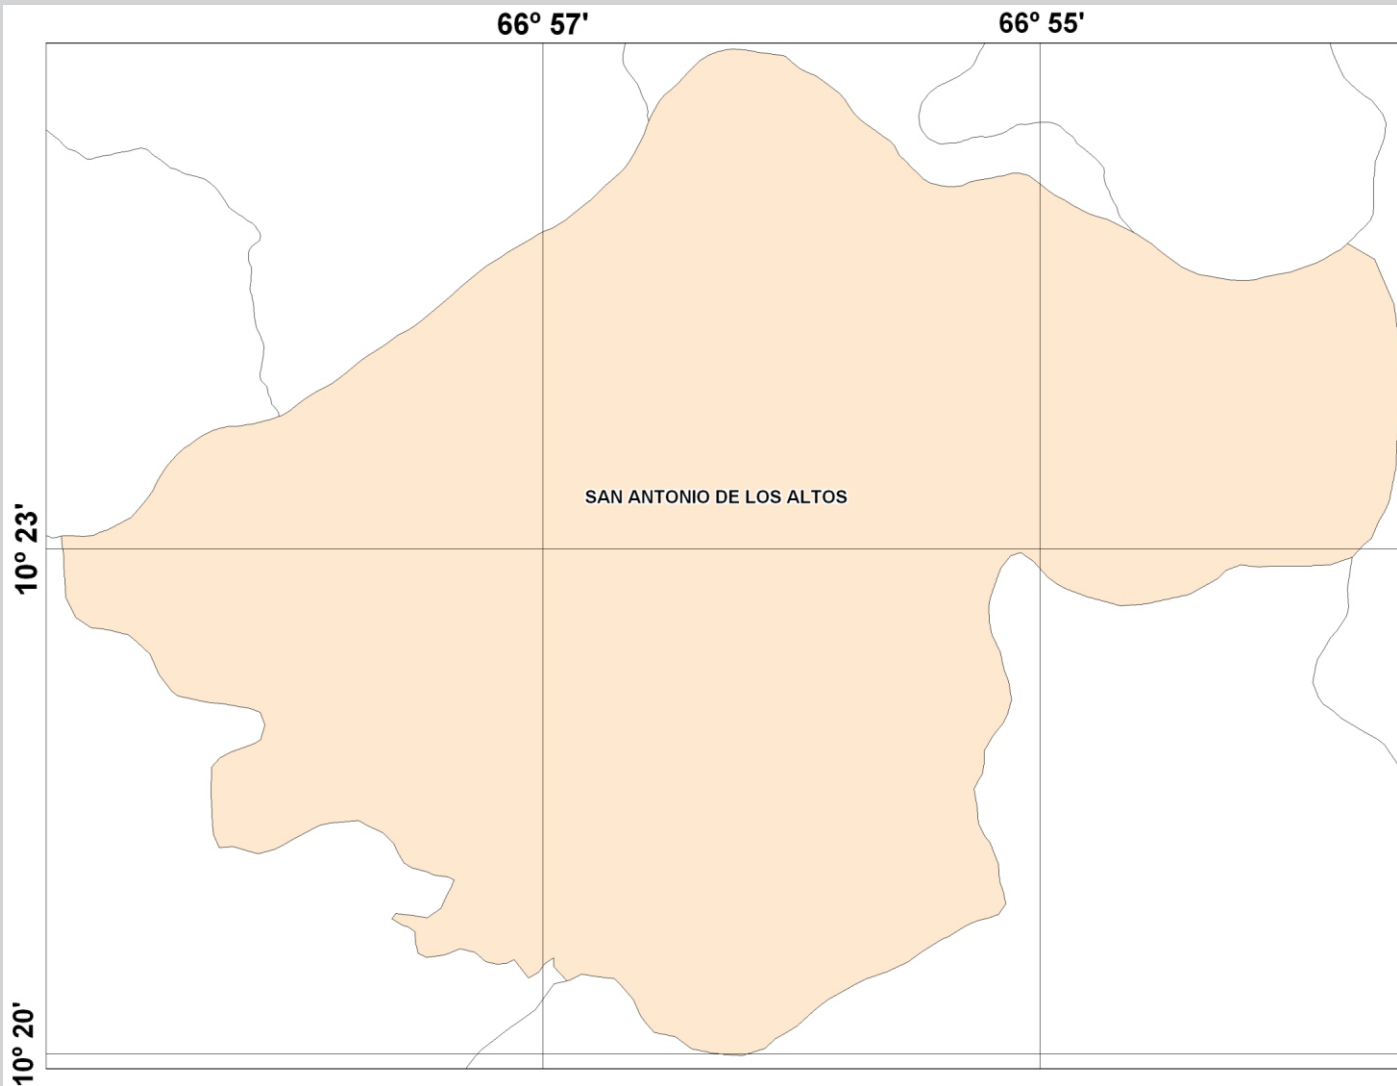 66º 57'
66º 55'
SAN ANTONIO DE LOS ALTOS
10º 23'
10º 20'